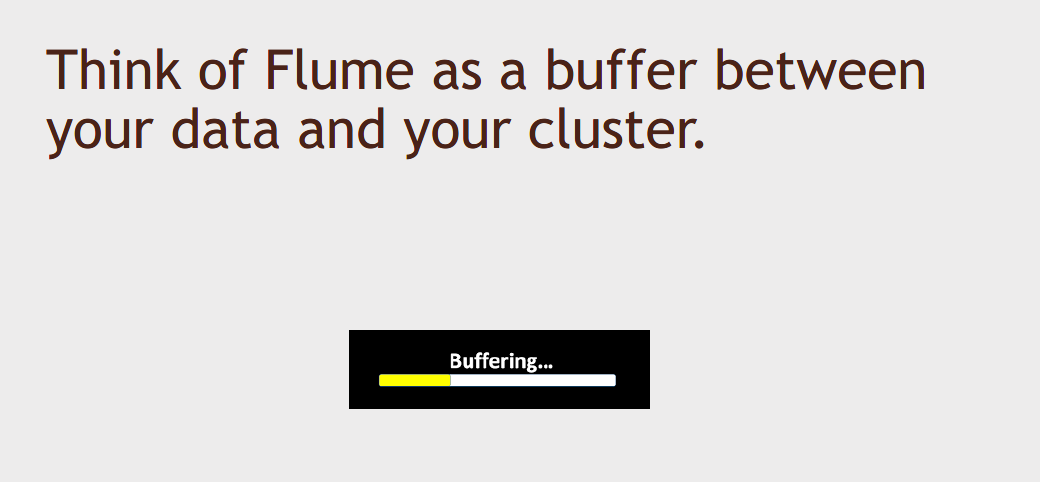 Think of Flume as a buffer between
your data and your cluster.
Buffering...